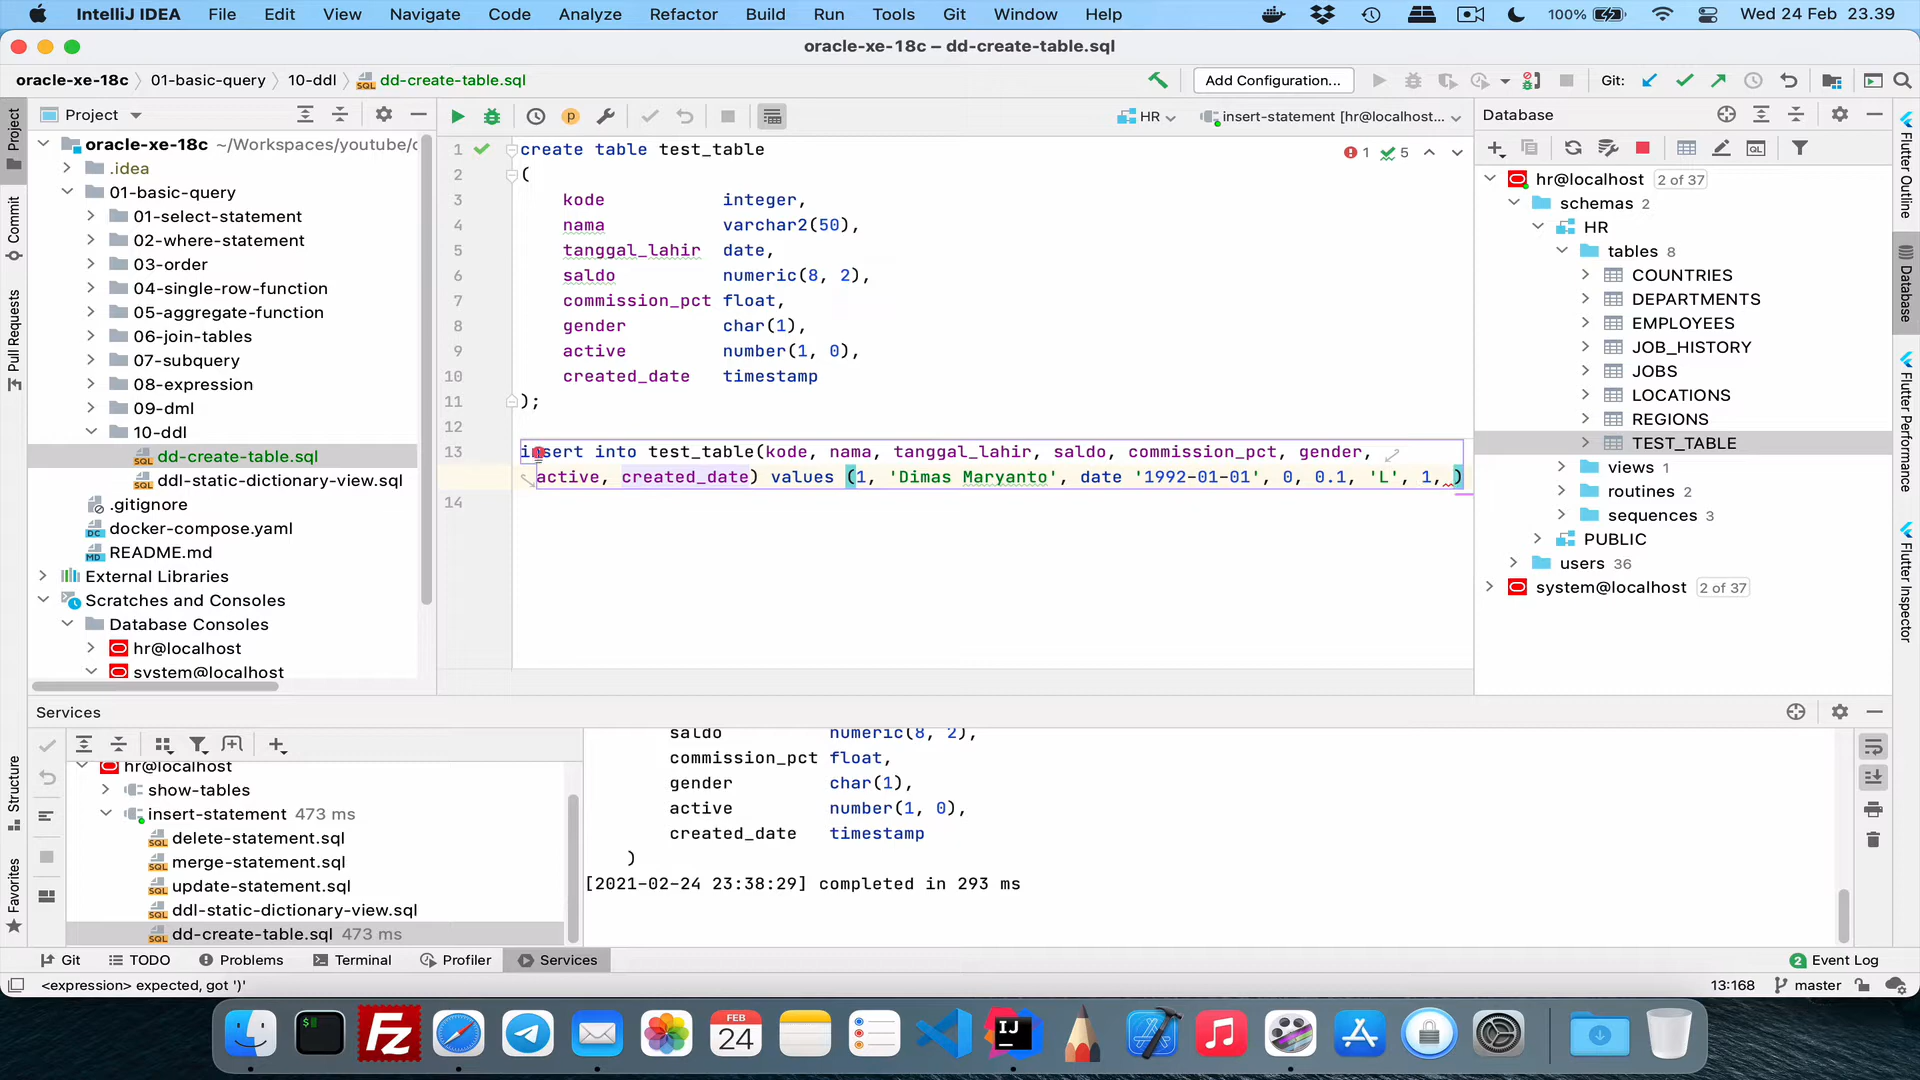 IntelliJ IDEA File Edit View Navigate Code Analyze Refactor Build Run Tools Git Window Help 100% Wed 24 Feb 23.39
oracle-xe-18c – dd-create-table.sql
oracle-xe-18c 01-basic-query 10-ddl dd-create-table.sql Add Configuration... Git:
Project
HR insert-statement [hr@localhost...
Database
oracle-xe-18c ~/Workspaces/youtube/
.idea
01-basic-query
01-select-statement
02-where-statement
03-order
04-single-row-function
05-aggregate-function
06-join-tables
07-subquery
08-expression
09-dml
10-ddl
dd-create-table.sql
ddl-static-dictionary-view.sql
.gitignore
docker-compose.yaml
README.md
External Libraries
Scratches and Consoles
Database Consoles
hr@localhost
system@localhost
1 create table test_table
2 (
3 kode integer,
4 nama varchar2(50),
5 tanggal_lahir date,
6 saldo numeric(8, 2),
7 commission_pct float,
8 gender char(1),
9 active number(1, 0),
10 created_date timestamp
11 );
12
13 insert into test_table(kode, nama, tanggal_lahir, saldo, commission_pct, gender,
active, created_date) values (1, 'Dimas Maryanto', date '1992-01-01', 0, 0.1, 'L', 1, )
14
1 5
hr@localhost 2 of 37
schemas 2
HR
tables 8
COUNTRIES
DEPARTMENTS
EMPLOYEES
JOB_HISTORY
JOBS
LOCATIONS
REGIONS
TEST_TABLE
views 1
routines 2
sequences 3
PUBLIC
users 36
system@localhost 2 of 37
Project
Commit
Pull Requests
Structure
Favorites
Flutter Outline
Database
Flutter Performance
Flutter Inspector
Services
hr@localhost
show-tables
insert-statement 473 ms
delete-statement.sql
merge-statement.sql
update-statement.sql
ddl-static-dictionary-view.sql
dd-create-table.sql 473 ms
saldo numeric(8, 2),
commission_pct float,
gender char(1),
active number(1, 0),
created_date timestamp
)
[2021-02-24 23:38:29] completed in 293 ms
Git TODO Problems Terminal Profiler Services 2 Event Log
<expression> expected, got ')' 13:168 master
FEB
24